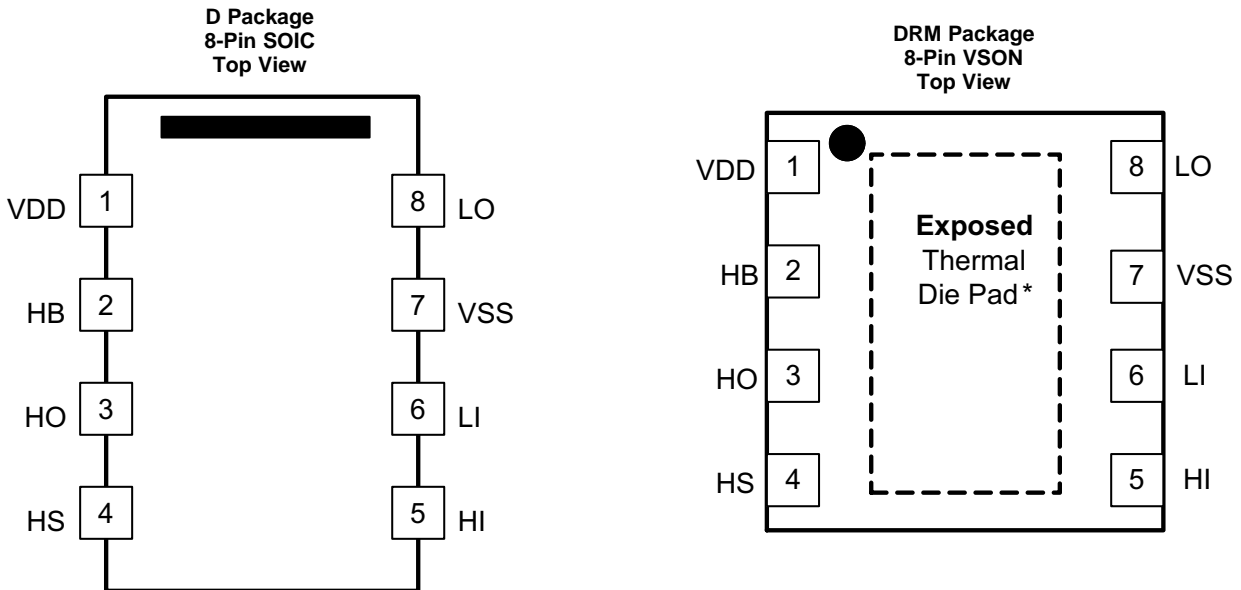 D Package
8-Pin SOIC
Top View
VDD 1
8 LO
HB 2
7 VSS
HO 3
6 LI
HS 4
5 HI
DRM Package
8-Pin VSON
Top View
VDD 1
8 LO
HB 2
7 VSS
HO 3
6 LI
HS 4
5 HI
Exposed
Thermal
Die Pad*